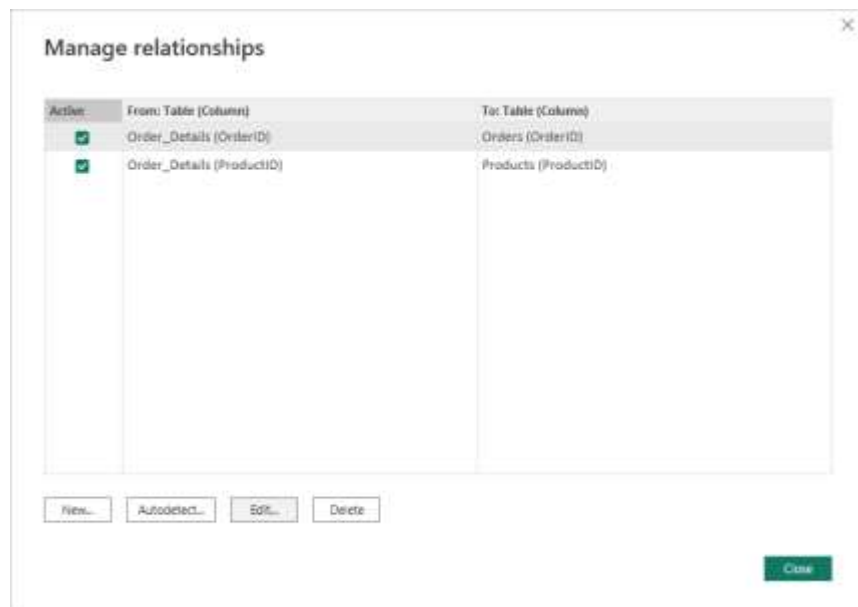 Manage relationships
Active From: Table (Column) To: Table (Column)
Order_Details (OrderID) Orders (OrderID)
Order_Details (ProductID) Products (ProductID)
New... Autodetect... Edit... Delete
Close